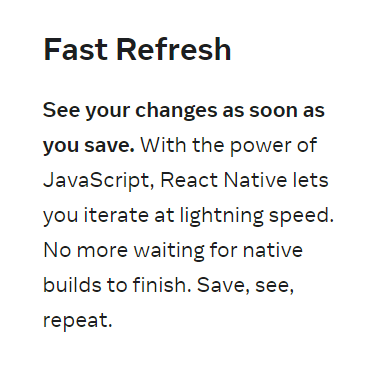 Fast Refresh
See your changes as soon as
you save. With the power of
JavaScript, React Native lets
you iterate at lightning speed.
No more waiting for native
builds to finish. Save, see,
repeat.